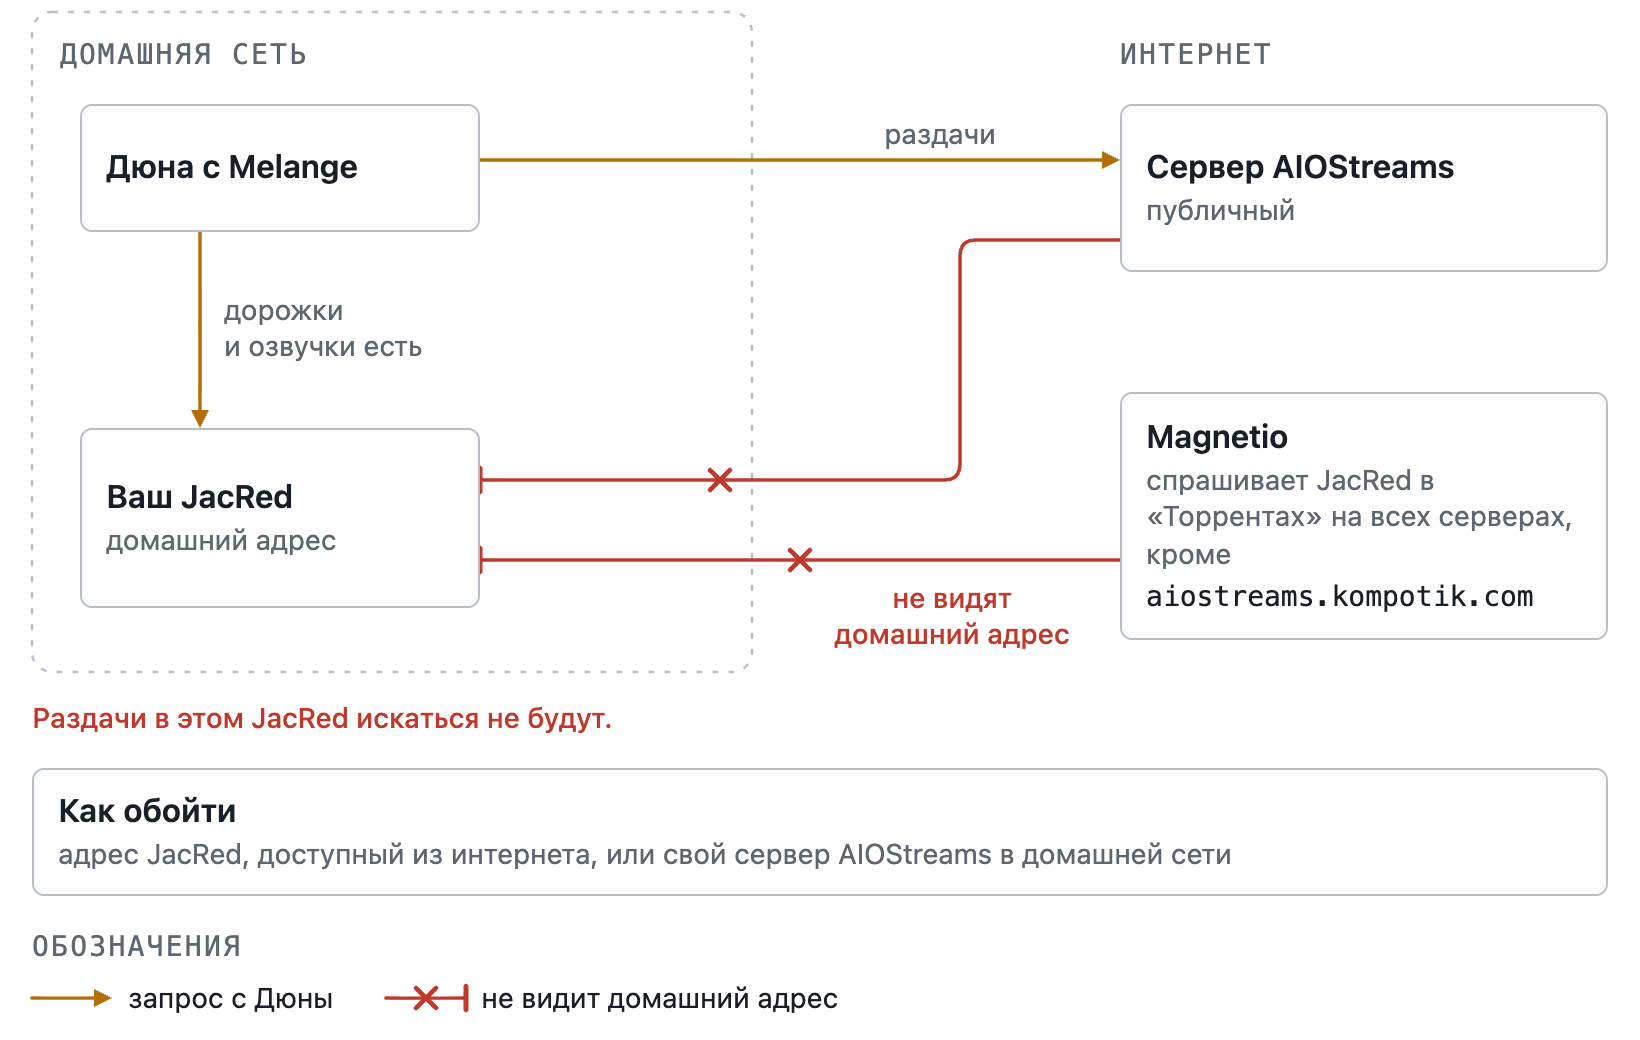 ДОМАШНЯЯ СЕТЬ
ИНТЕРНЕТ
Дюна с Melange
раздачи
Сервер AIOStreams
публичный
дорожки
и озвучки есть
Ваш JacRed
домашний адрес
Magnetio
спрашивает JacRed в
«Торрентах» на всех серверах,
кроме
aiostreams.kompotik.com
не видят
домашний адрес
Раздачи в этом JacRed искаться не будут.
Как обойти
адрес JacRed, доступный из интернета, или свой сервер AIOStreams в домашней сети
ОБОЗНАЧЕНИЯ
запрос с Дюны
не видит домашний адрес